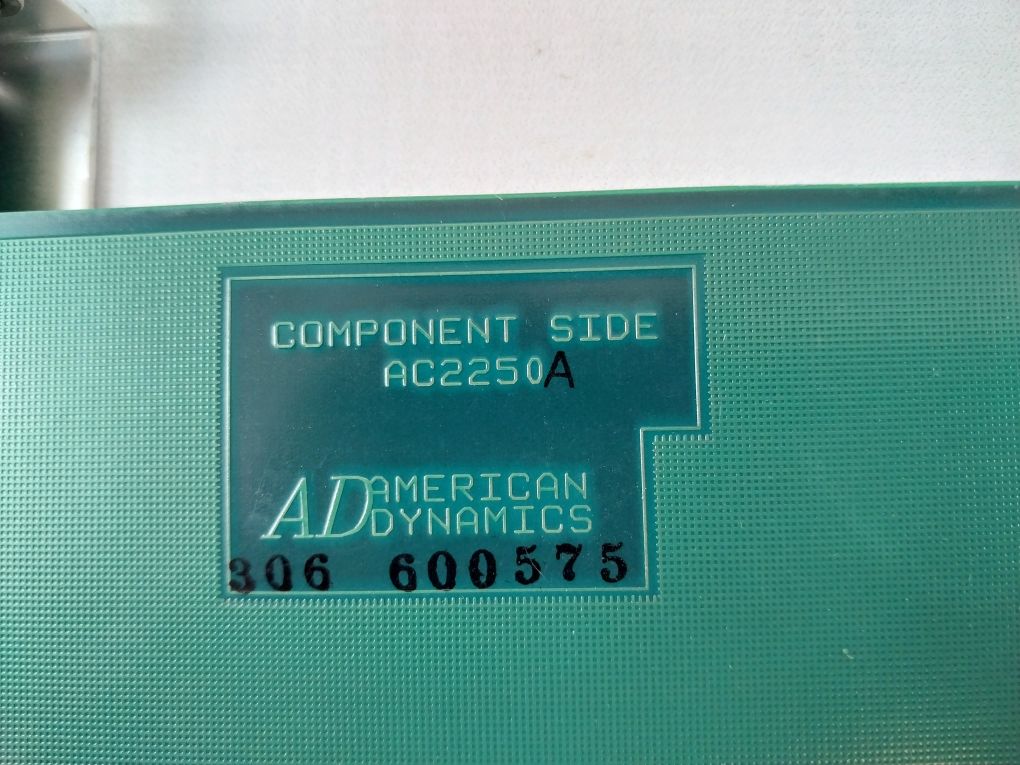 COMPONENT SIDE
AC2250A
AD AMERICAN
DYNAMICS
306 600575